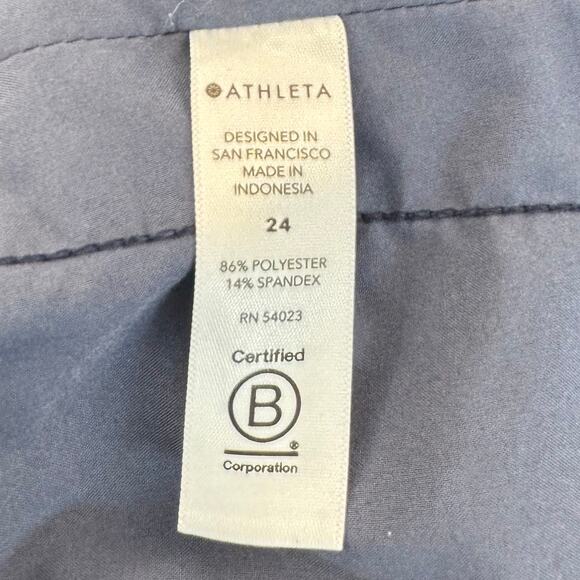 ATHLETA
DESIGNED IN
SAN FRANCISCO
MADE IN
INDONESIA
24
86% POLYESTER
14% SPANDEX
RN 54023
Certified
B
®
Corporation